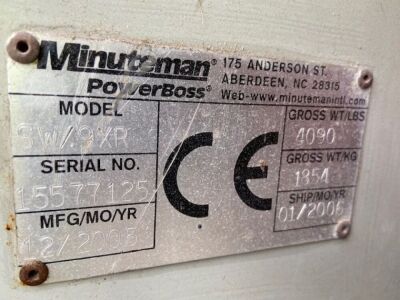 Minuteman® 175 ANDERSON ST.
PowerBoss® ABERDEEN, NC 28315
Web-www.minutemanintl.com
MODEL
SW/9XR
GROSS WT/LBS
4090
SERIAL NO.
15577125
CE
GROSS WT/KG
1854
MFG/MO/YR
12/2005
SHIP/MO/YR
01/2006